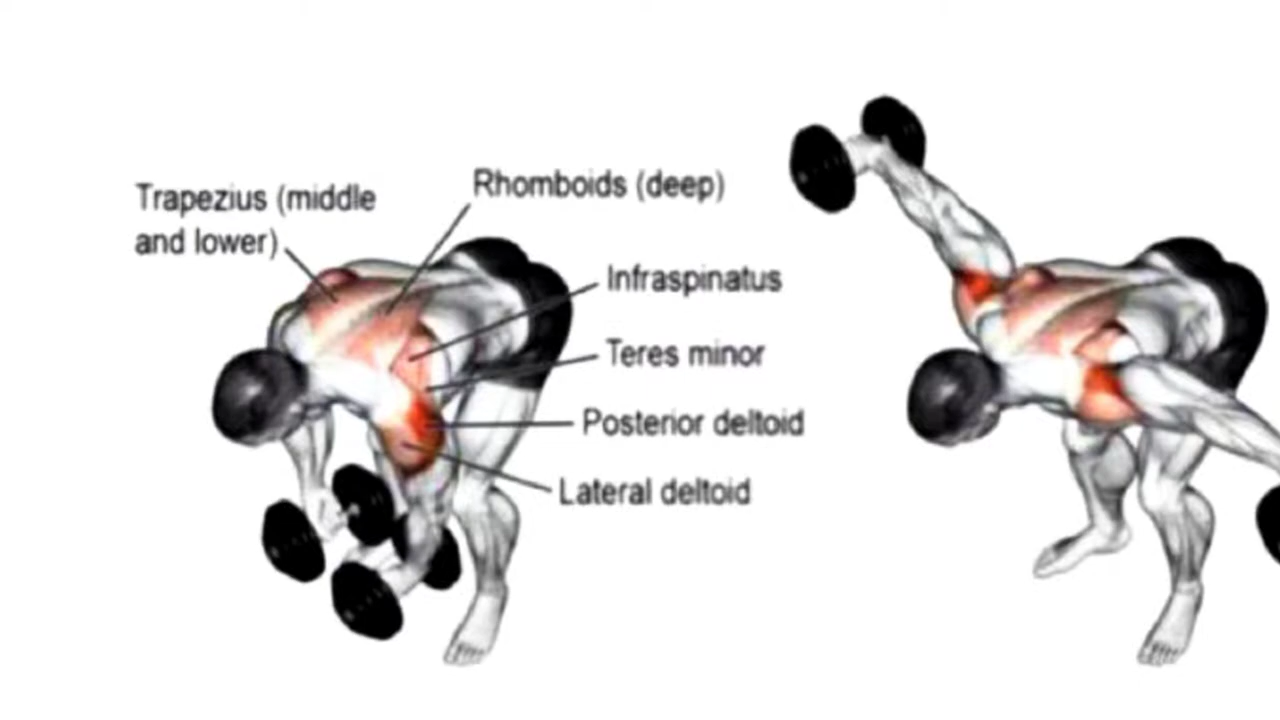 Trapezius (middle
and lower)
Rhomboids (deep)
Infraspinatus
Teres minor
Posterior deltoid
Lateral deltoid